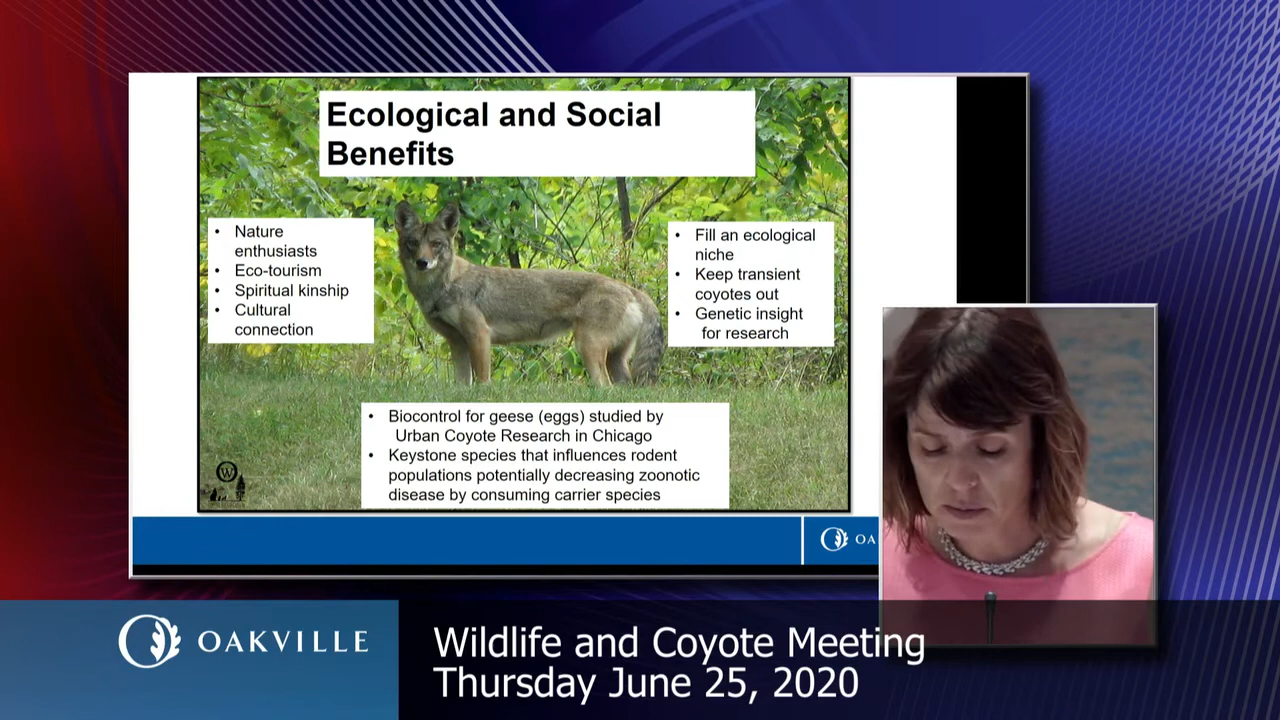 Ecological and Social
Benefits
• Nature
enthusiasts
• Eco-tourism
• Spiritual kinship
• Cultural
connection
• Fill an ecological
niche
• Keep transient
coyotes out
• Genetic insight
for research
• Biocontrol for geese (eggs) studied by
Urban Coyote Research in Chicago
• Keystone species that influences rodent
populations potentially decreasing zoonotic
disease by consuming carrier species
W
OA
OAKVILLE
Wildlife and Coyote Meeting
Thursday June 25, 2020